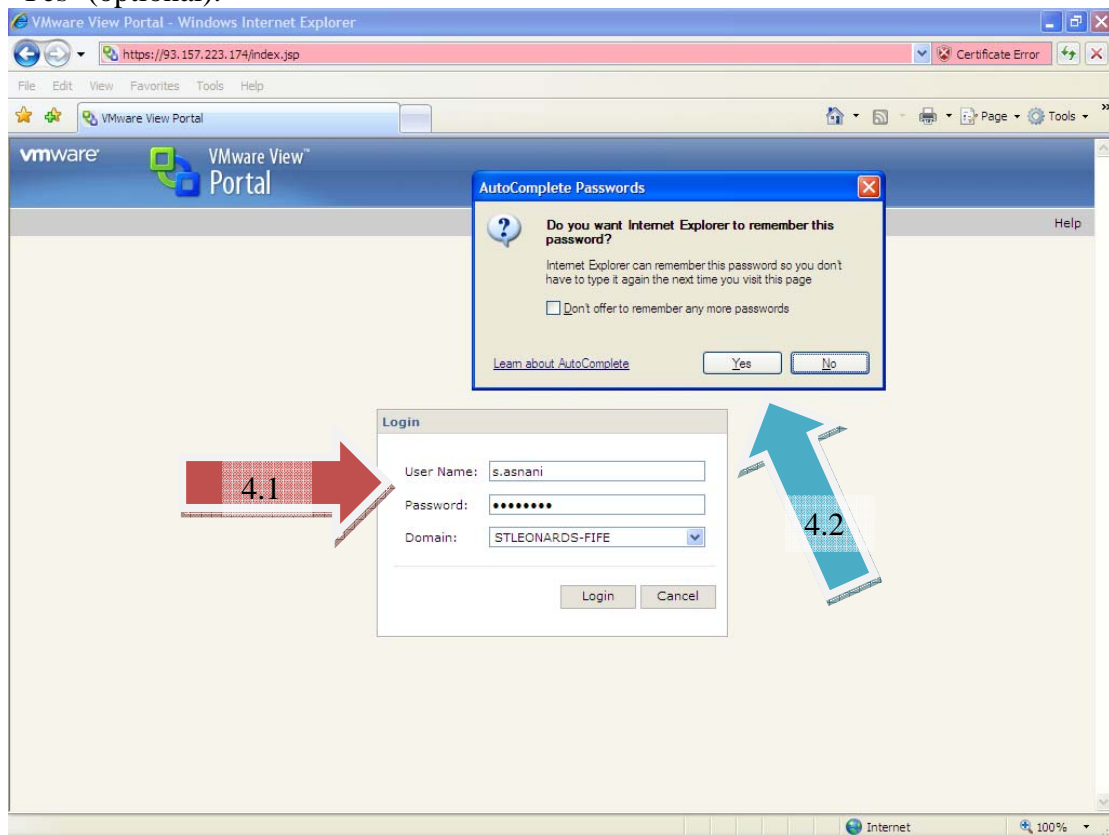 "Yes" (optional).
VMware View Portal - Windows Internet Explorer
https://93.157.223.174/index.jsp
Certificate Error
File Edit View Favorites Tools Help
VMware View Portal
Page
Tools
vmware
VMware View™
Portal
Help
AutoComplete Passwords
Do you want Internet Explorer to remember this
password?
Internet Explorer can remember this password so you don't
have to type it again the next time you visit this page
Don't offer to remember any more passwords
Learn about AutoComplete
Yes
No
Login
User Name: s.asnani
Password: ••••••••
Domain: STLEONARDS-FIFE
Login Cancel
4.1
4.2
Internet
100%